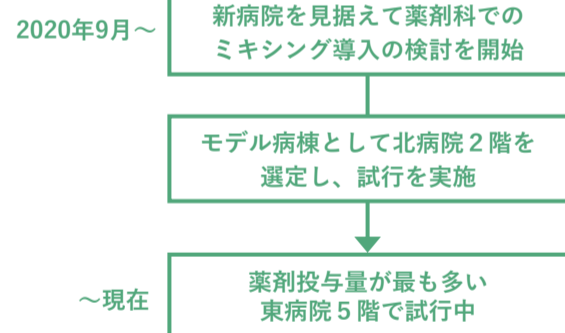 2020年9月〜
新病院を見据えて薬剤科での
ミキシング導入の検討を開始
モデル病棟として北病院２階を
選定し、試行を実施
〜現在
薬剤投与量が最も多い
東病院５階で試行中